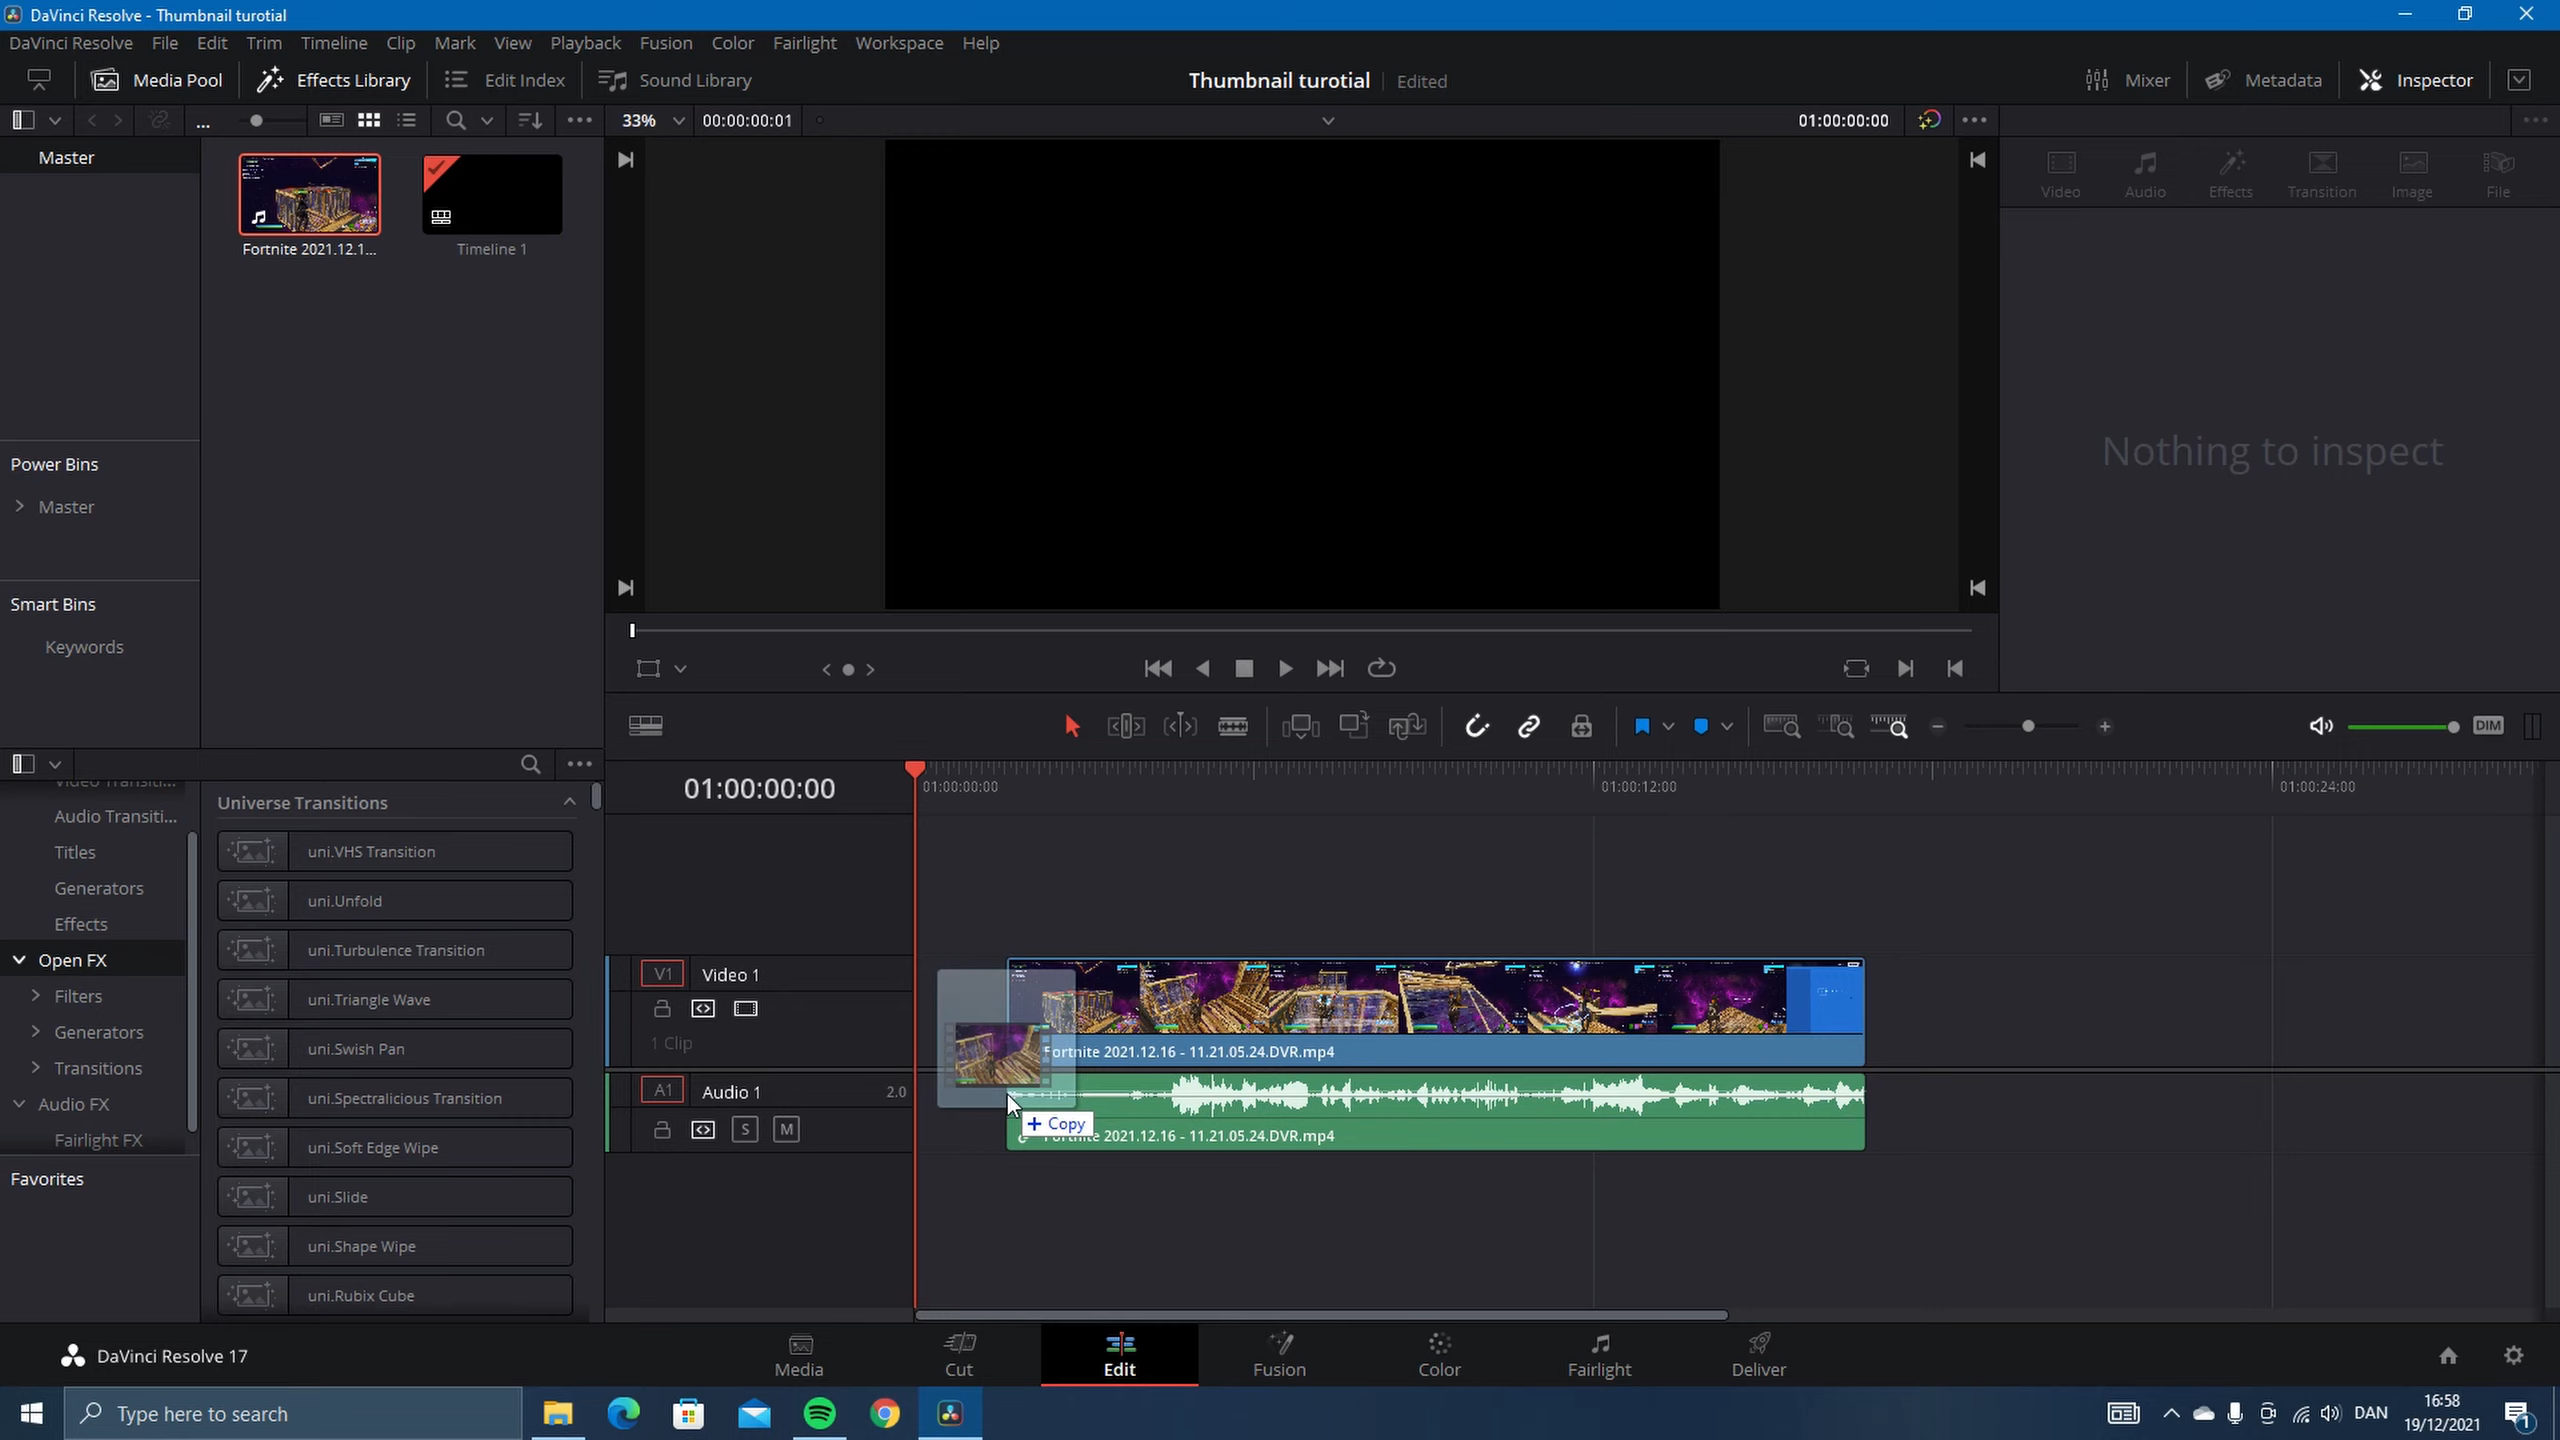 DaVinci Resolve - Thumbnail turotial
DaVinci Resolve File Edit Trim Timeline Clip Mark View Playback Fusion Color Fairlight Workspace Help
Media Pool Effects Library Edit Index Sound Library Thumbnail turotial Edited Mixer Metadata Inspector
... 33% 00:00:00:01 01:00:00:00
Master
Video Audio Effects Transition Image File
Fortnite 2021.12.1... Timeline 1
Nothing to inspect
Power Bins
Master
Smart Bins
Keywords
DIM
Audio Transiti...
Titles
Generators
Effects
Open FX
Filters
Generators
Transitions
Audio FX
Fairlight FX
Favorites
Universe Transitions
uni.VHS Transition
uni.Unfold
uni.Turbulence Transition
uni.Triangle Wave
uni.Swish Pan
uni.Spectralicious Transition
uni.Soft Edge Wipe
uni.Slide
uni.Shape Wipe
uni.Rubix Cube
01:00:00:00 01:00:00:00 01:00:12:00 01:00:24:00
V1 Video 1
1 Clip
Fortnite 2021.12.16 - 11.21.05.24.DVR.mp4
A1 Audio 1 2.0
S M
+ Copy
Fortnite 2021.12.16 - 11.21.05.24.DVR.mp4
DaVinci Resolve 17
Media Cut Edit Fusion Color Fairlight Deliver
Type here to search
DAN
16:58
19/12/2021
1